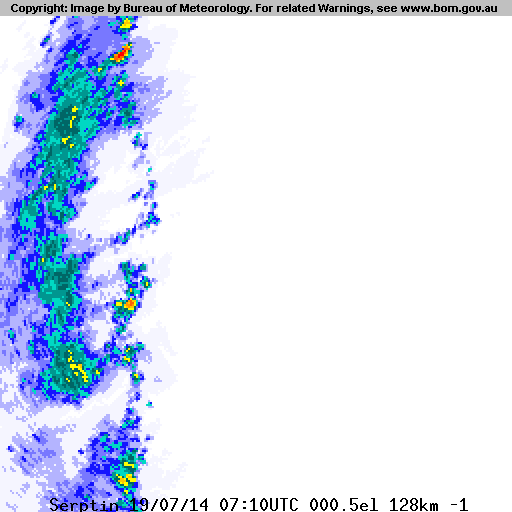 Copyright: Image by Bureau of Meteorology. For related Warnings, see www.bom.gov.au
Serptin 19/07/14 07:10UTC 000.5el 128km -1